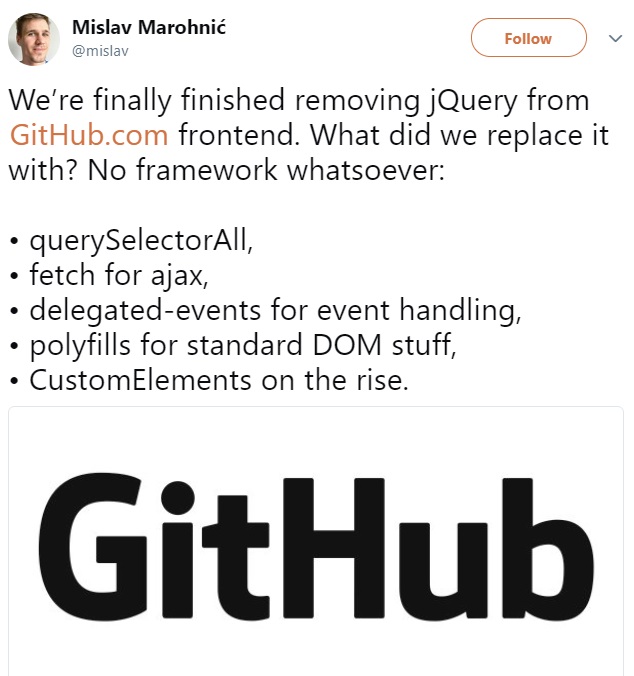 Mislav Marohnić
@mislav
Follow
We’re finally finished removing jQuery from
GitHub.com frontend. What did we replace it
with? No framework whatsoever:
• querySelectorAll,
• fetch for ajax,
• delegated-events for event handling,
• polyfills for standard DOM stuff,
• CustomElements on the rise.
GitHub